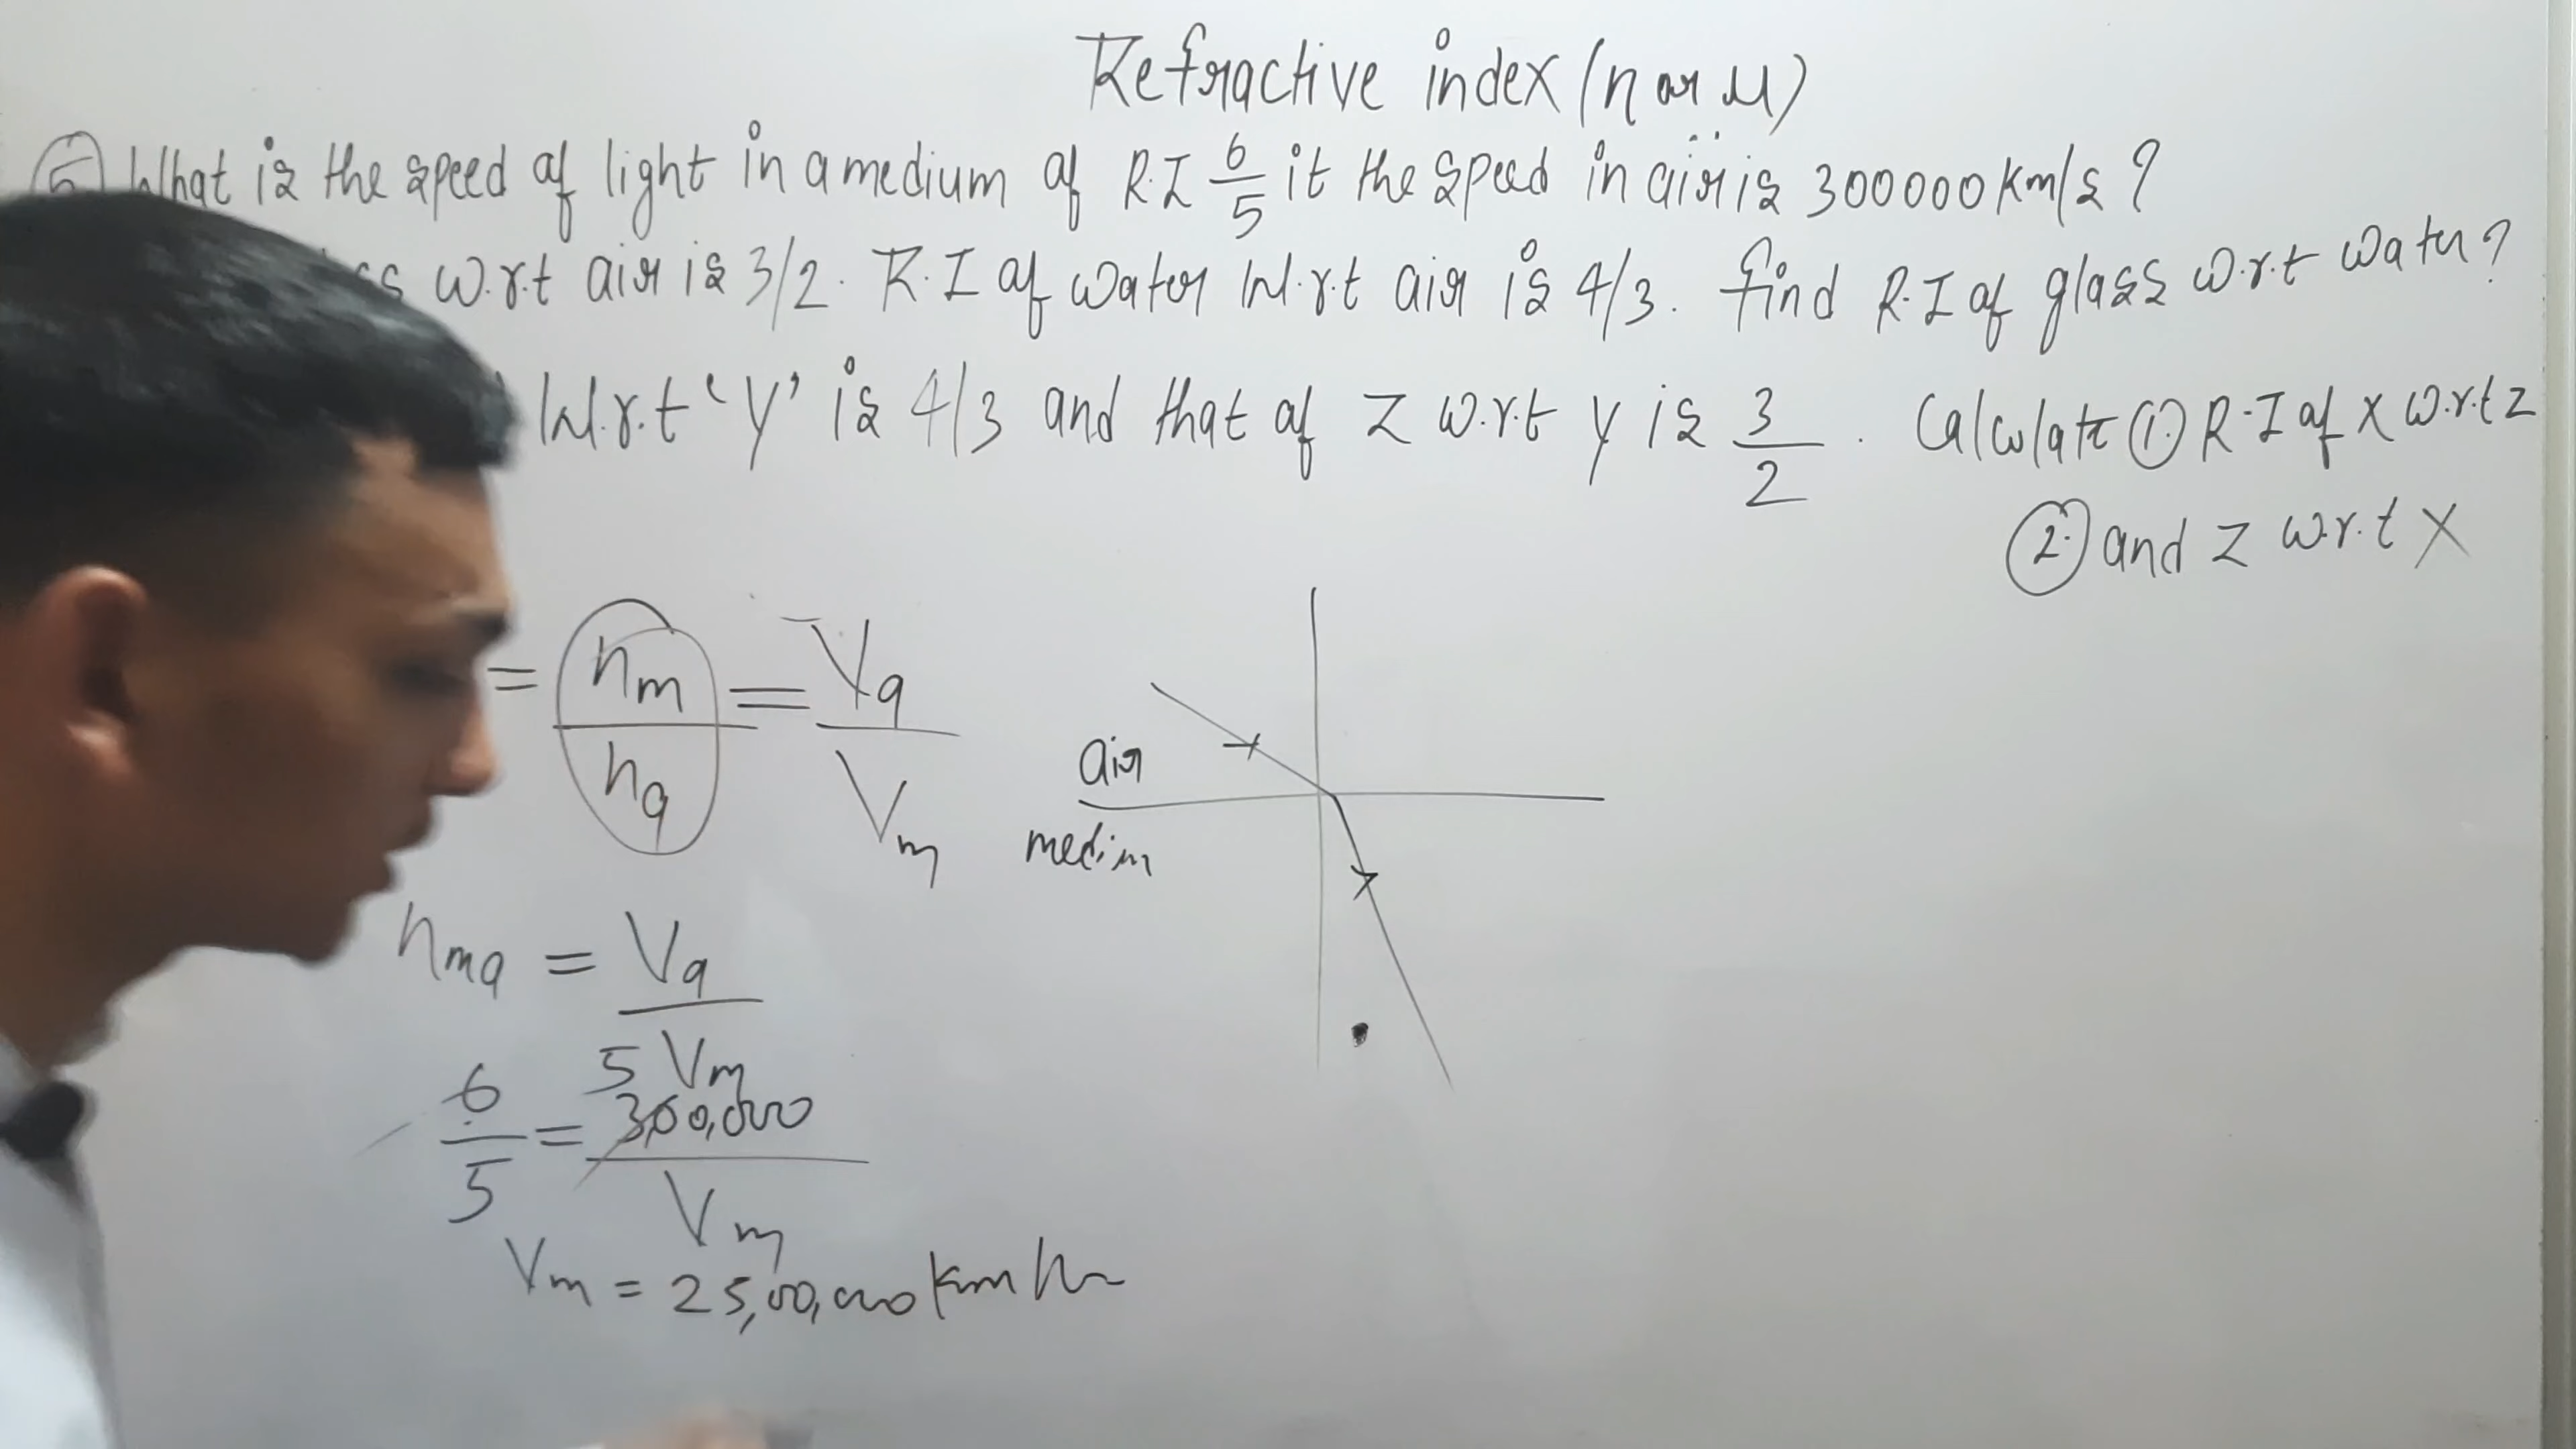 Refractive index (n or μ)
5 What is the speed of light in a medium of R.I 6/5 if the speed in air is 300000 km/s ?
w.r.t air is 3/2. R.I of water w.r.t air is 4/3. find R.I of glass w.r.t water?
w.r.t 'y' is 4/3 and that of z w.r.t y is 3/2. Calculate ① R.I of x w.r.t z
② and z w.r.t x
= nm/na = Va/Vm
air
medim
nma = Va/Vm
6/5 = 300,000/Vm
5
Vm = 25,00,000 km